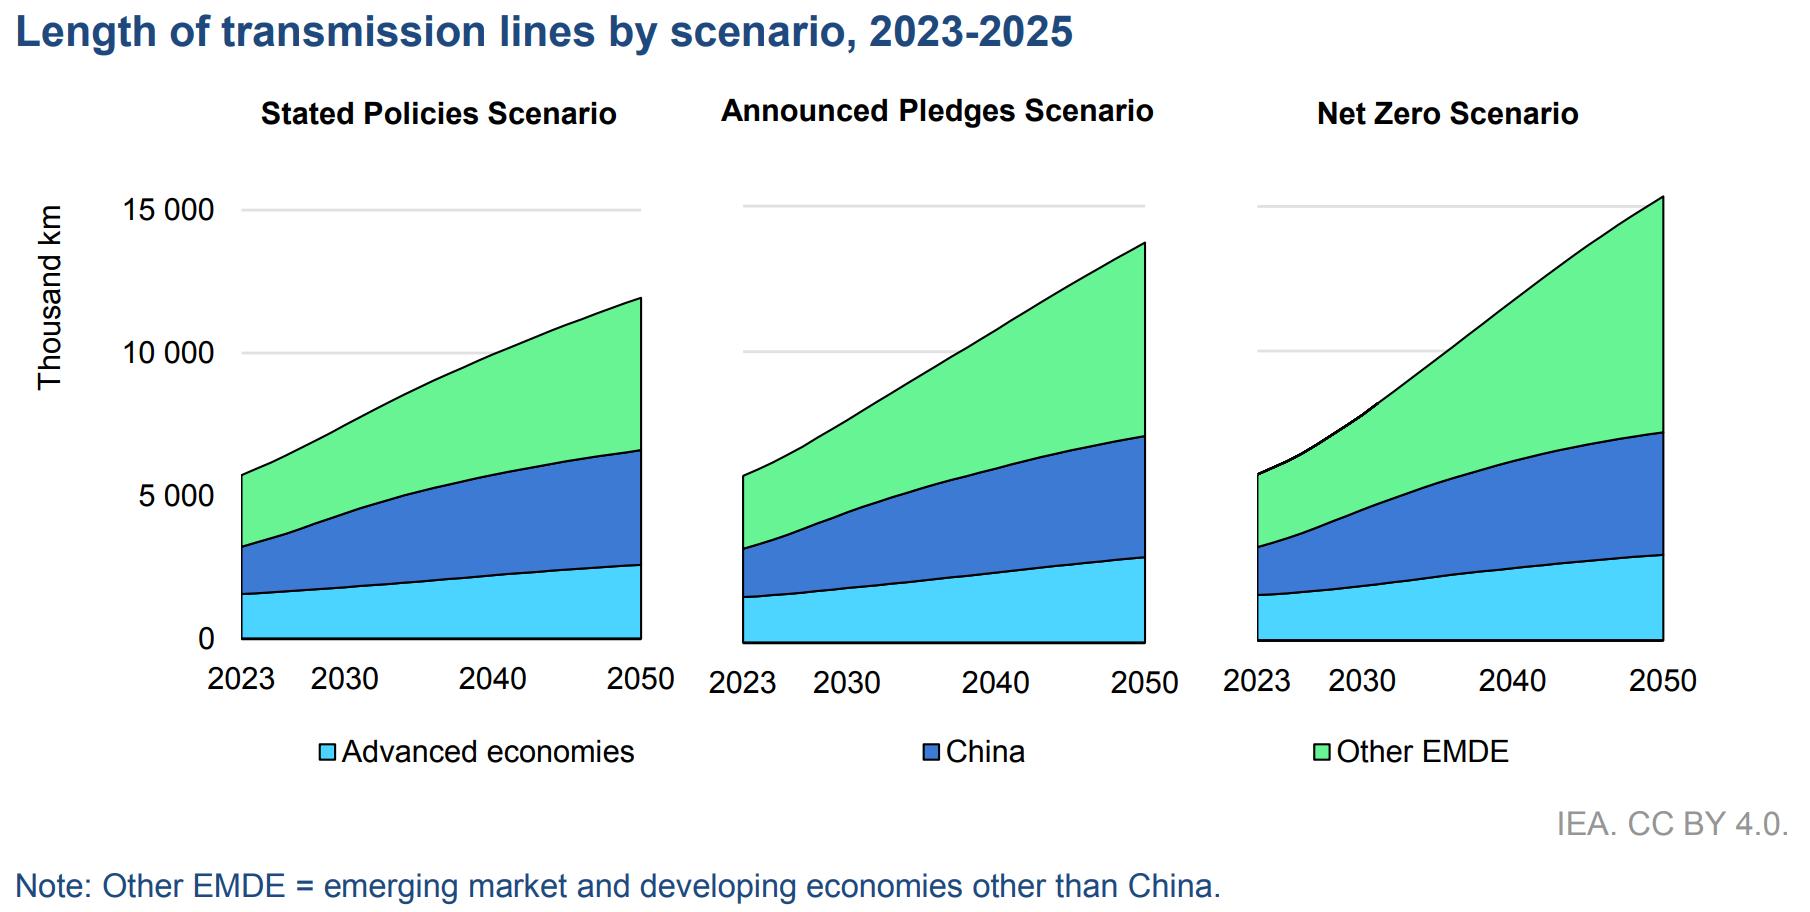 Length of transmission lines by scenario, 2023-2025
Stated Policies Scenario
Announced Pledges Scenario
Net Zero Scenario
Thousand km
15 000
10 000
5 000
0
2023 2030 2040 2050
2023 2030 2040 2050
2023 2030 2040 2050
Advanced economies
China
Other EMDE
IEA. CC BY 4.0.
Note: Other EMDE = emerging market and developing economies other than China.